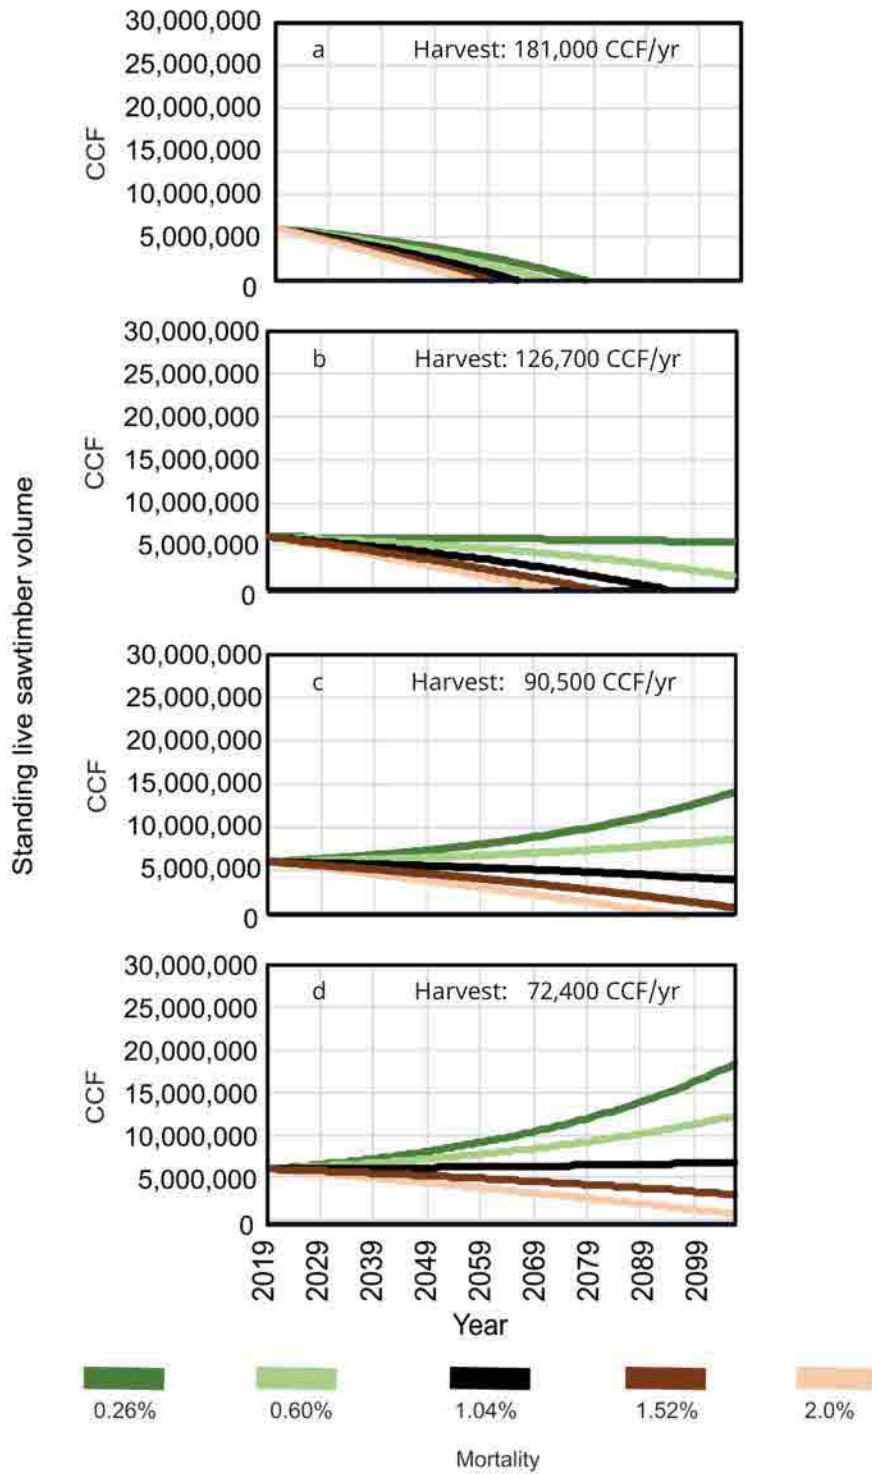 Standing live sawtimber volume
30,000,000
25,000,000
20,000,000
15,000,000
10,000,000
5,000,000
0
CCF
a
Harvest: 181,000 CCF/yr
30,000,000
25,000,000
20,000,000
15,000,000
10,000,000
5,000,000
0
CCF
b
Harvest: 126,700 CCF/yr
30,000,000
25,000,000
20,000,000
15,000,000
10,000,000
5,000,000
0
CCF
c
Harvest: 90,500 CCF/yr
30,000,000
25,000,000
20,000,000
15,000,000
10,000,000
5,000,000
0
CCF
d
Harvest: 72,400 CCF/yr
2019 2029 2039 2049 2059 2069 2079 2089 2099
Year
0.26% 0.60% 1.04% 1.52% 2.0%
Mortality